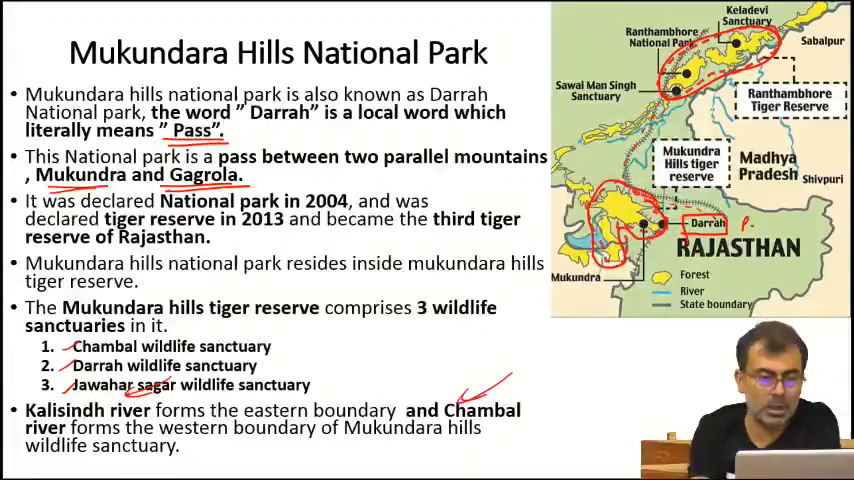 Mukundara Hills National Park
• Mukundara hills national park is also known as Darrah
National park, the word ” Darrah” is a local word which
literally means ” Pass”.
• This National park is a pass between two parallel mountains
, Mukundra and Gagrola.
• It was declared National park in 2004, and was
declared tiger reserve in 2013 and became the third tiger
reserve of Rajasthan.
• Mukundara hills national park resides inside mukundara hills
tiger reserve.
• The Mukundara hills tiger reserve comprises 3 wildlife
sanctuaries in it.
1. Chambal wildlife sanctuary
2. Darrah wildlife sanctuary
3. Jawahar sagar wildlife sanctuary
• Kalisindh river forms the eastern boundary and Chambal
river forms the western boundary of Mukundara hills
wildlife sanctuary.
Keladevi
Sanctuary
Ranthambhore
National Park
Sabalpur
Sawai Man Singh
Sanctuary
Ranthambhore
Tiger Reserve
Mukundra
Hills tiger
reserve
Madhya
Pradesh
Shivpuri
Darrah
P.
RAJASTHAN
Mukundra
Forest
River
State boundary